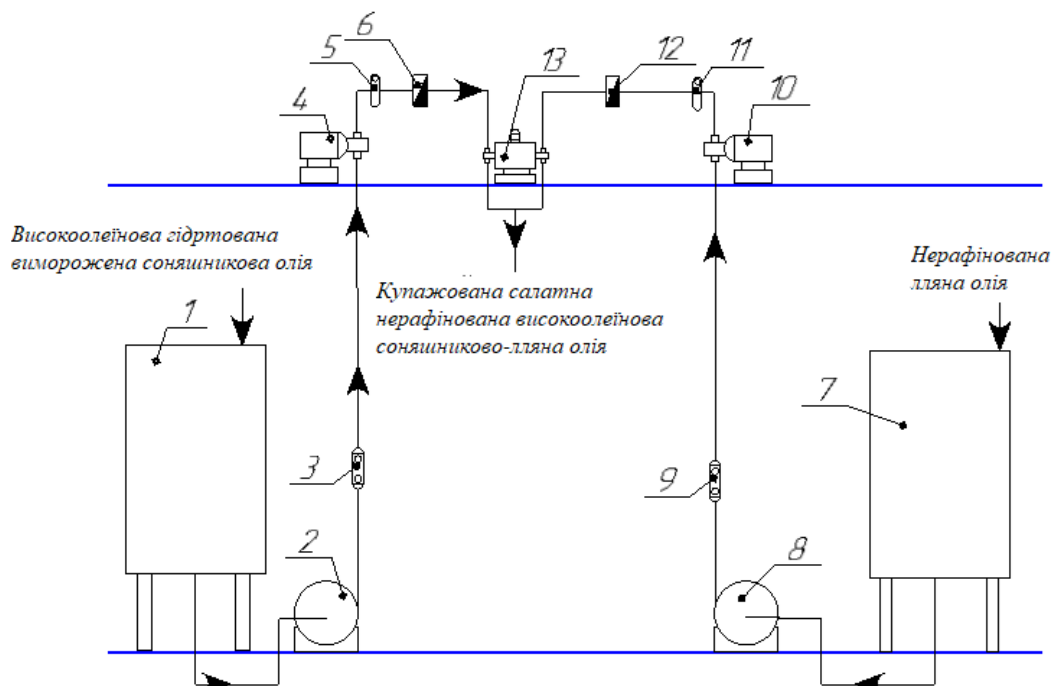 6
5
13
12
11
4
10
Високоолеїнова гідртована
виморожена соняшникова олія
Нерафінована
лляна олія
Купажована салатна
нерафінована високоолеїнова
соняшниково-лляна олія
1
7
3
9
2
8